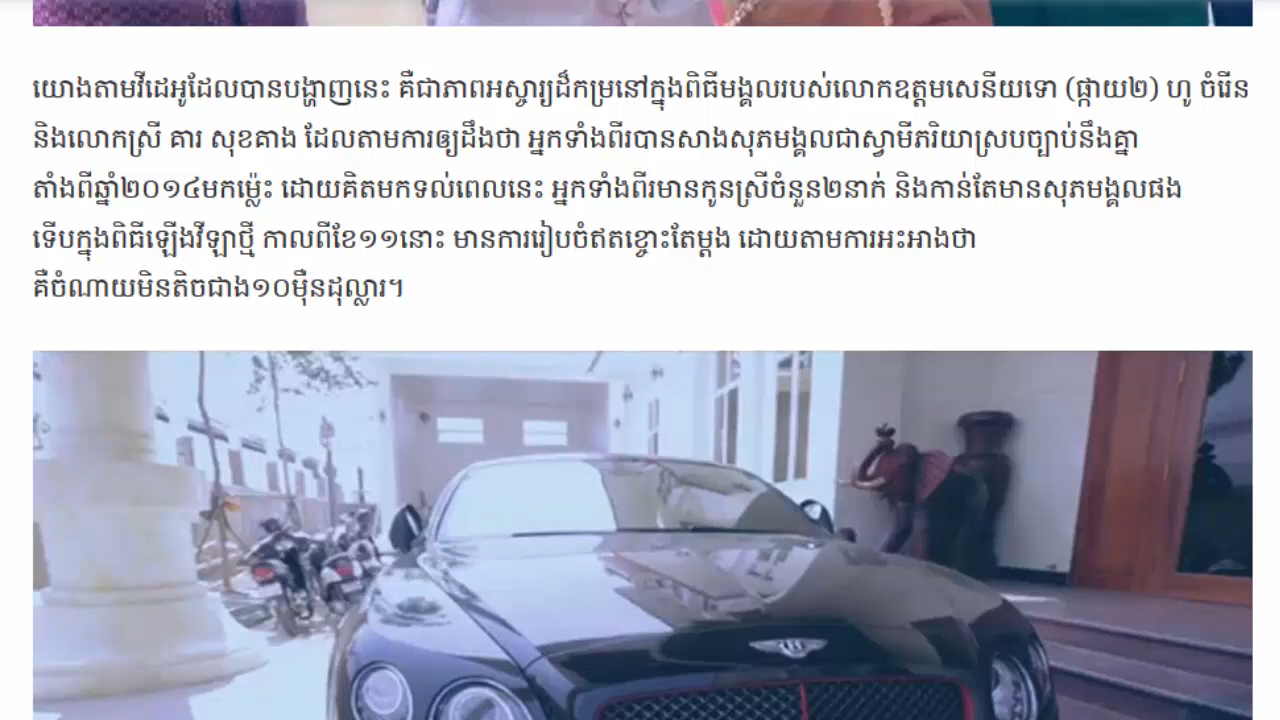 យោងតាមវីដេអូដែលបានបង្ហាញនេះ គឺជាភាពអស្ចារ្យដ៏កម្រនៅក្នុងពិធីមង្គលរបស់លោកឧត្តមសេនីយទោ (ផ្កាយ២) ហូ ចំរើន
និងលោកស្រី គារ សុខគាង ដែលតាមការឲ្យដឹងថា អ្នកទាំងពីរបានសាងសុភមង្គលជាស្វាមីភរិយាស្របច្បាប់នឹងគ្នា
តាំងពីឆ្នាំ២០១៤មកម្ល៉េះ ដោយគិតមកទល់ពេលនេះ អ្នកទាំងពីរមានកូនស្រីចំនួន២នាក់ និងកាន់តែមានសុភមង្គលផង
ទើបក្នុងពិធីឡើងវីឡាថ្មី កាលពីខែ១១នោះ មានការរៀបចំឥតខ្ចោះតែម្ដង ដោយតាមការអះអាងថា
គឺចំណាយមិនតិចជាង១០ម៉ឺនដុល្លារ។